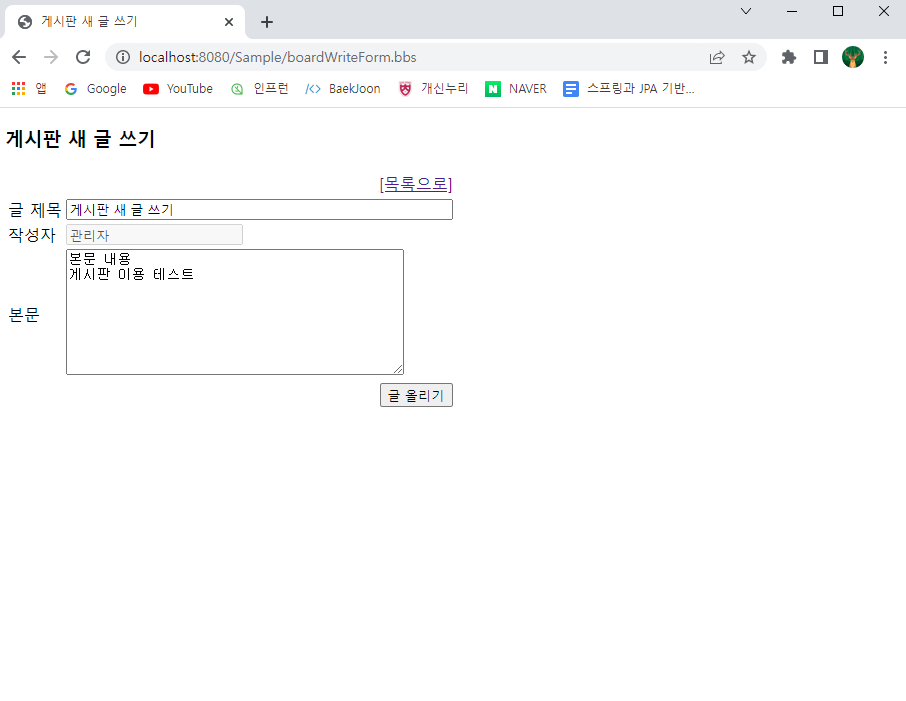 게시판 새 글 쓰기
localhost:8080/Sample/boardWriteForm.bbs
앱 Google YouTube 인프런 BaekJoon 개신누리 NAVER 스프링과 JPA 기반...
게시판 새 글 쓰기
[목록으로]
글 제목 게시판 새 글 쓰기
작성자 관리자
본문 내용
게시판 이용 테스트
본문
글 올리기